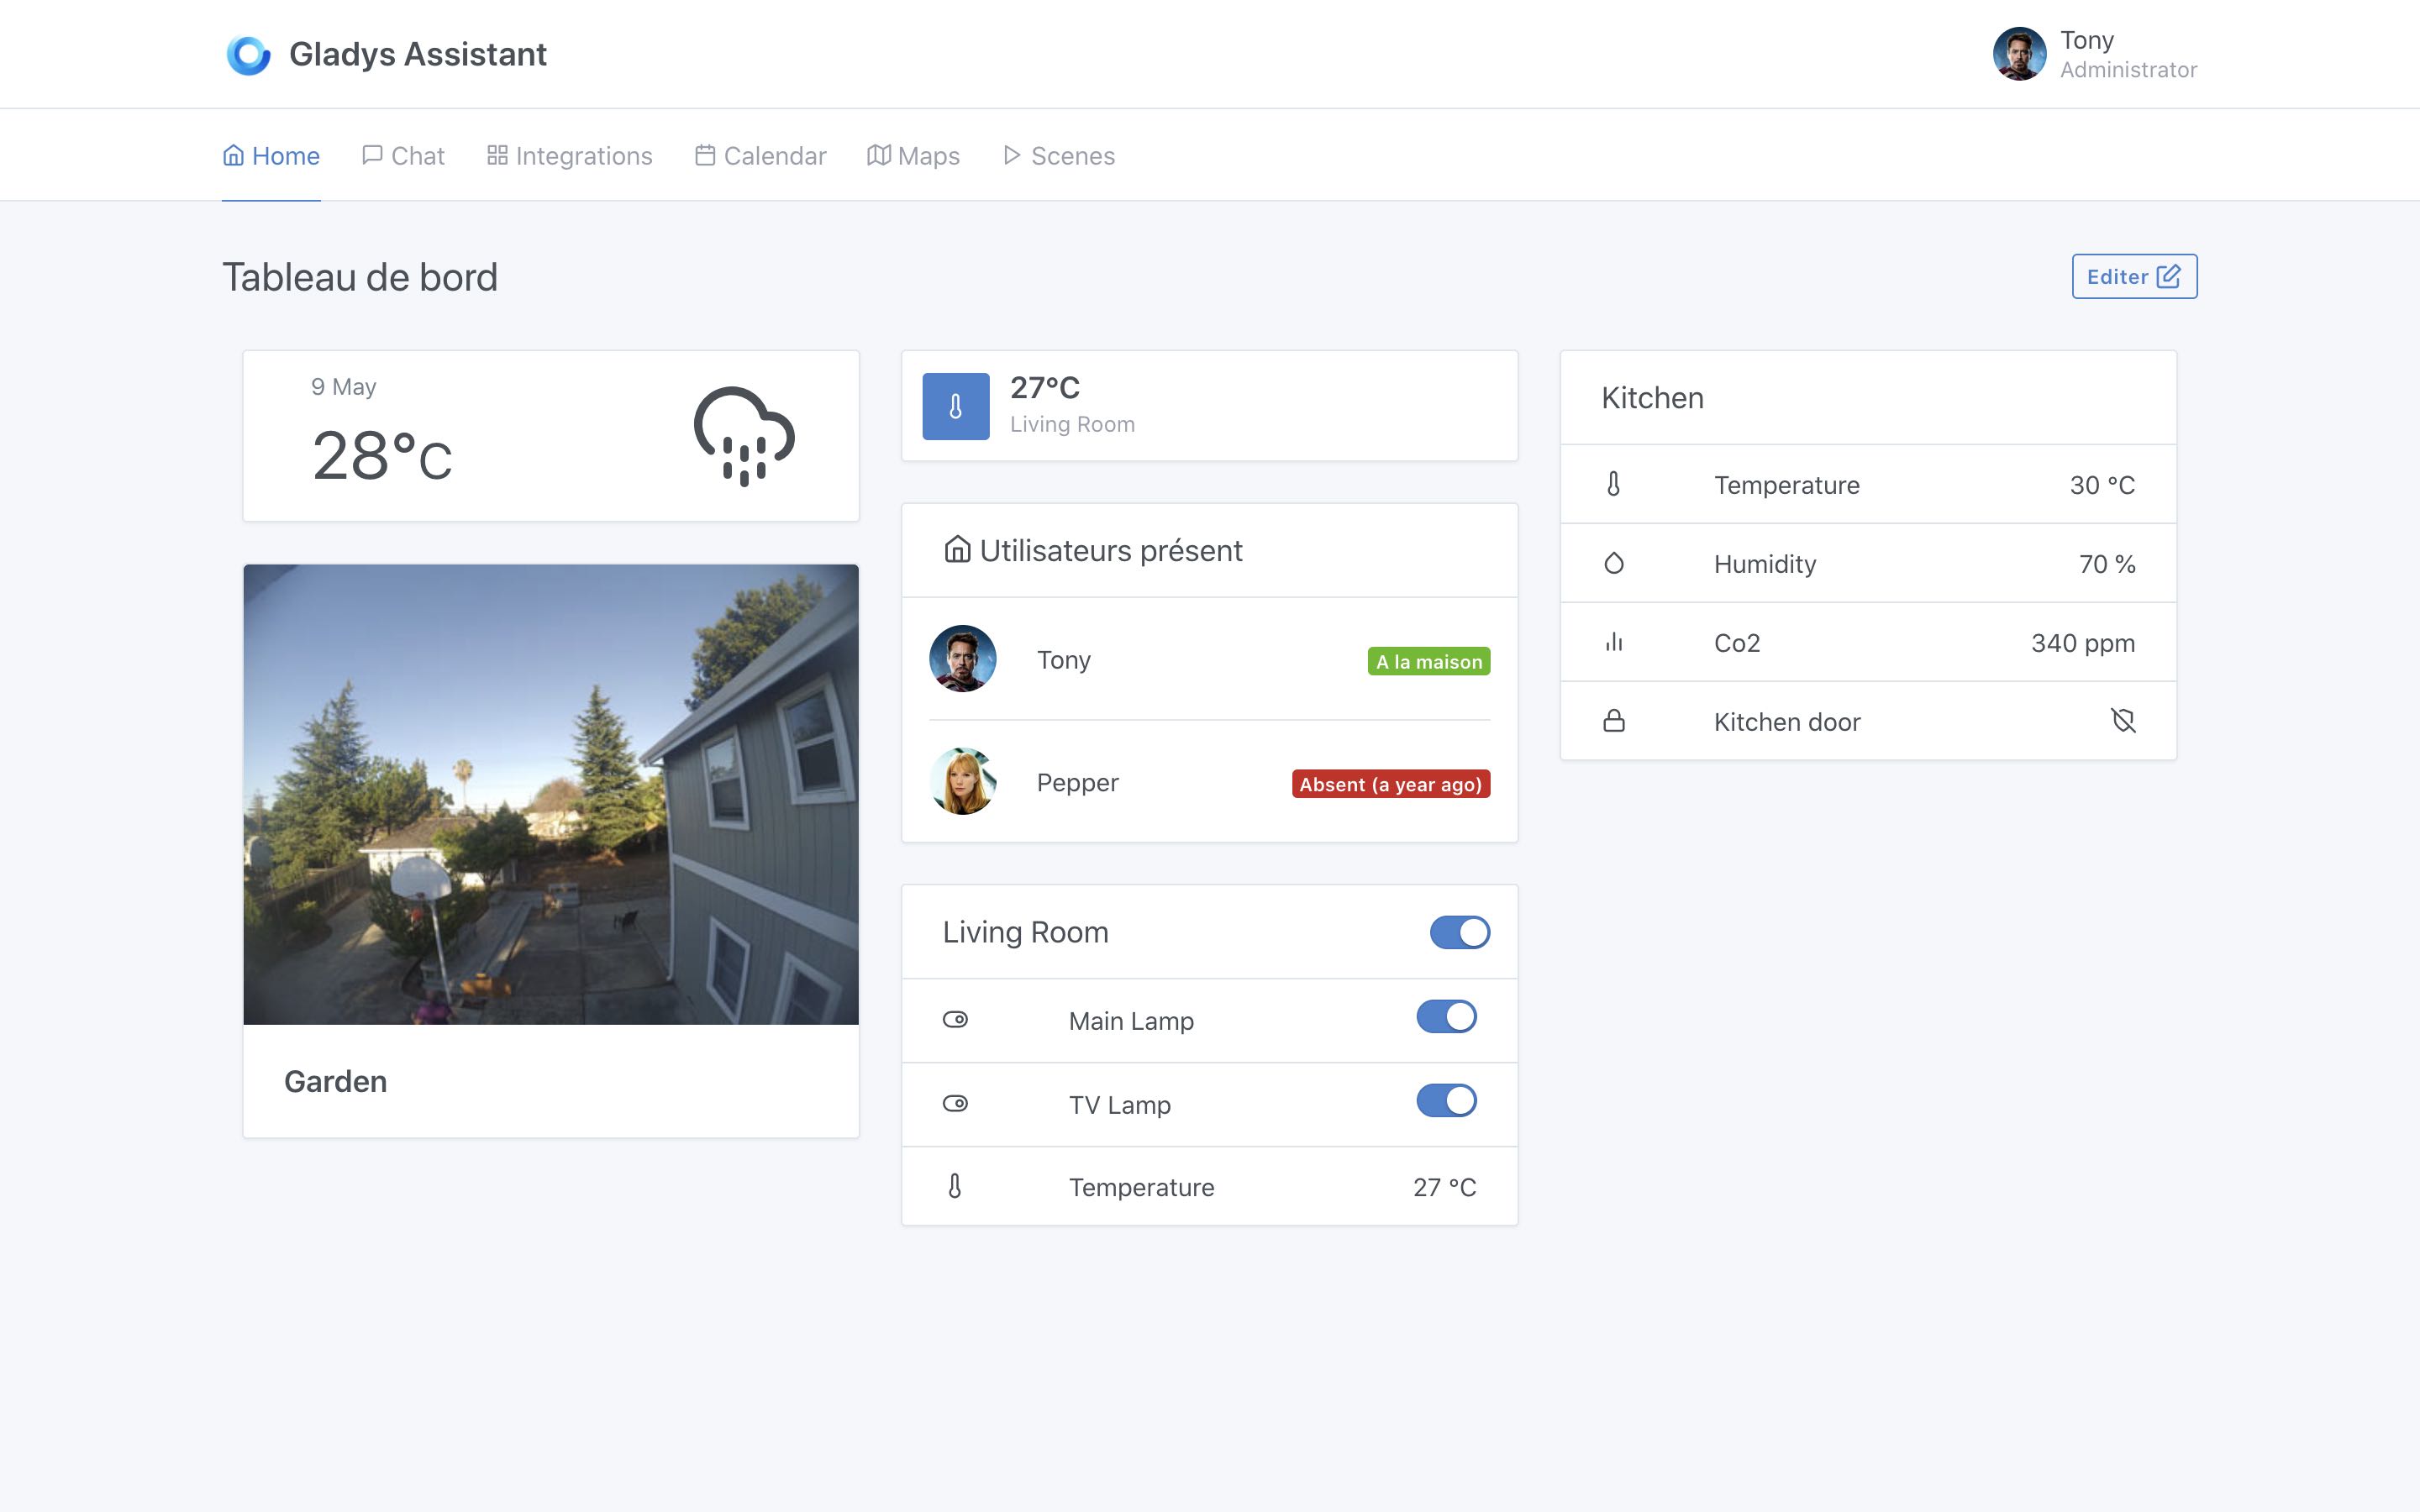 Gladys Assistant
Tony
Administrator
Home
Chat
Integrations
Calendar
Maps
Scenes
Tableau de bord
Editer
9 May
28°C
Garden
27°C
Living Room
Utilisateurs présent
Tony
A la maison
Pepper
Absent (a year ago)
Living Room
Main Lamp
TV Lamp
Temperature 27 °C
Kitchen
Temperature 30 °C
Humidity 70 %
Co2 340 ppm
Kitchen door